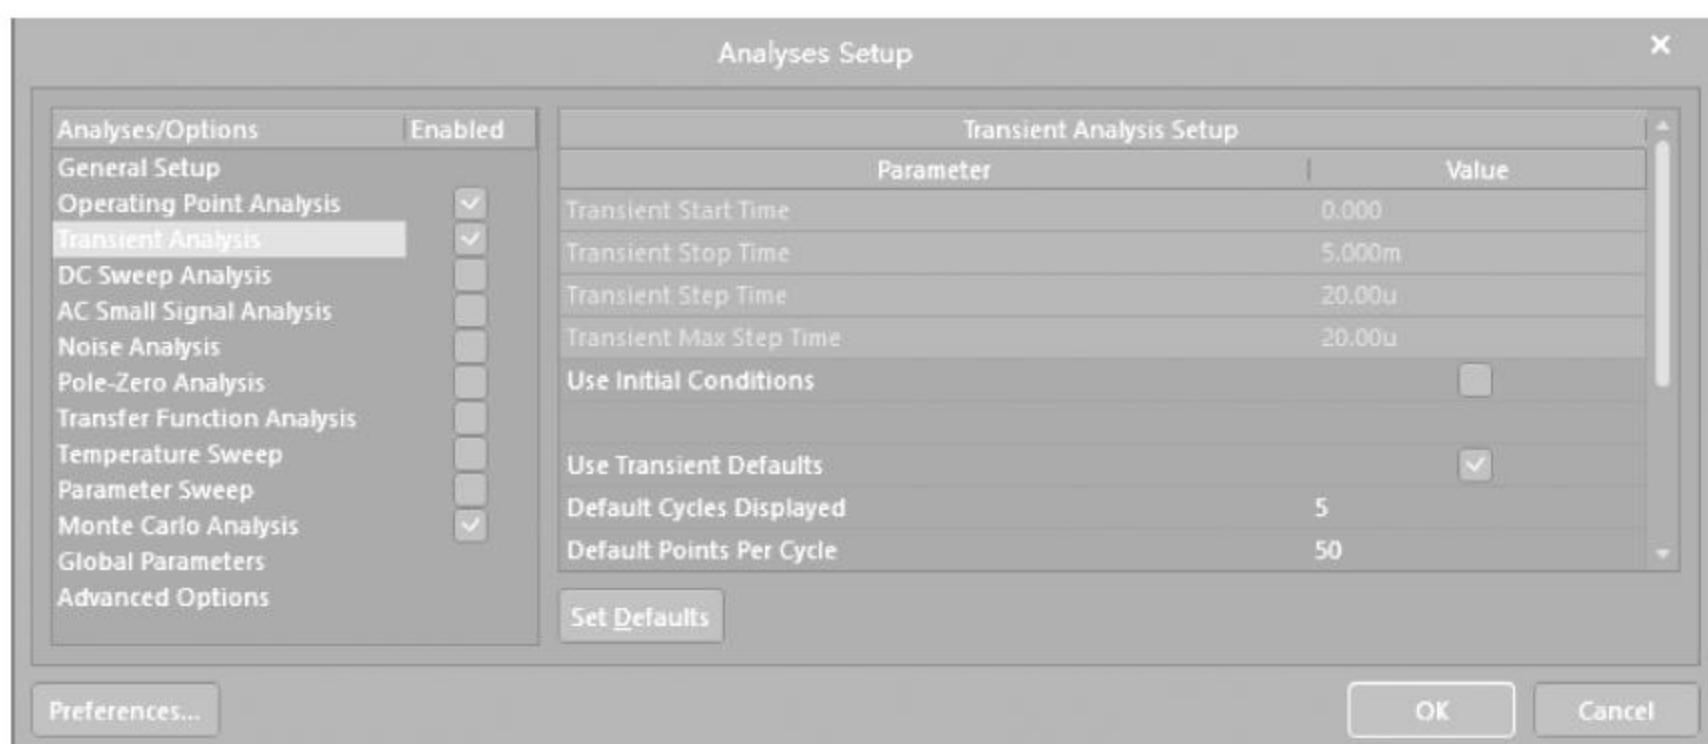 Analyses Setup
Analyses/Options Enabled
General Setup
Operating Point Analysis
Transient Analysis
DC Sweep Analysis
AC Small Signal Analysis
Noise Analysis
Pole-Zero Analysis
Transfer Function Analysis
Temperature Sweep
Parameter Sweep
Monte Carlo Analysis
Global Parameters
Advanced Options
Transient Analysis Setup
Parameter Value
Transient Start Time 0.000
Transient Stop Time 5.000m
Transient Step Time 20.00u
Transient Max Step Time 20.00u
Use Initial Conditions
Use Transient Defaults
Default Cycles Displayed 5
Default Points Per Cycle 50
Set Defaults
Preferences... OK Cancel